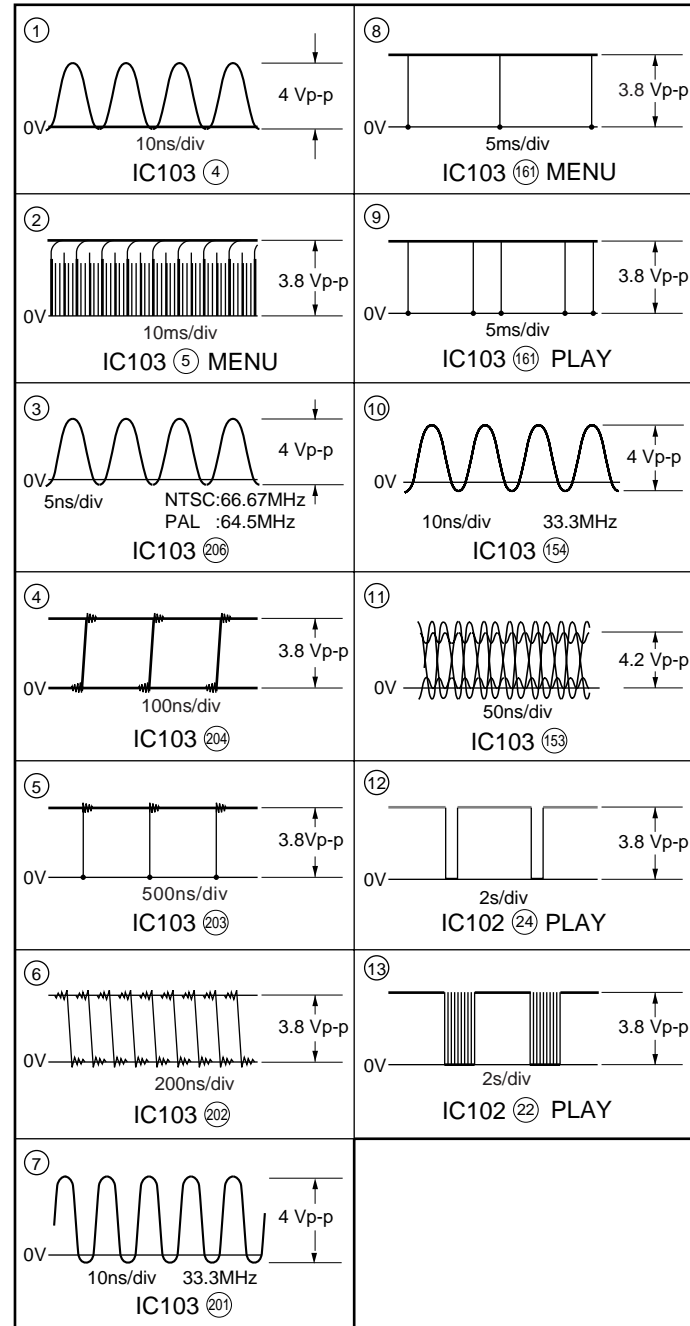 ①
4 Vp-p
0V
10ns/div
IC103 ④
②
3.8 Vp-p
0V
10ms/div
IC103 ⑤ MENU
③
4 Vp-p
0V
5ns/div NTSC:66.67MHz
PAL :64.5MHz
IC103 206
④
3.8 Vp-p
0V
100ns/div
IC103 204
⑤
3.8Vp-p
0V
500ns/div
IC103 203
⑥
3.8 Vp-p
0V
200ns/div
IC103 202
⑦
4 Vp-p
0V
10ns/div 33.3MHz
IC103 201
⑧
3.8 Vp-p
0V
5ms/div
IC103 161 MENU
⑨
3.8 Vp-p
0V
5ms/div
IC103 161 PLAY
⑩
4 Vp-p
0V
10ns/div 33.3MHz
IC103 154
⑪
4.2 Vp-p
0V
50ns/div
IC103 153
⑫
3.8 Vp-p
0V
2s/div
IC102 ㉔ PLAY
⑬
3.8 Vp-p
0V
2s/div
IC102 ㉒ PLAY